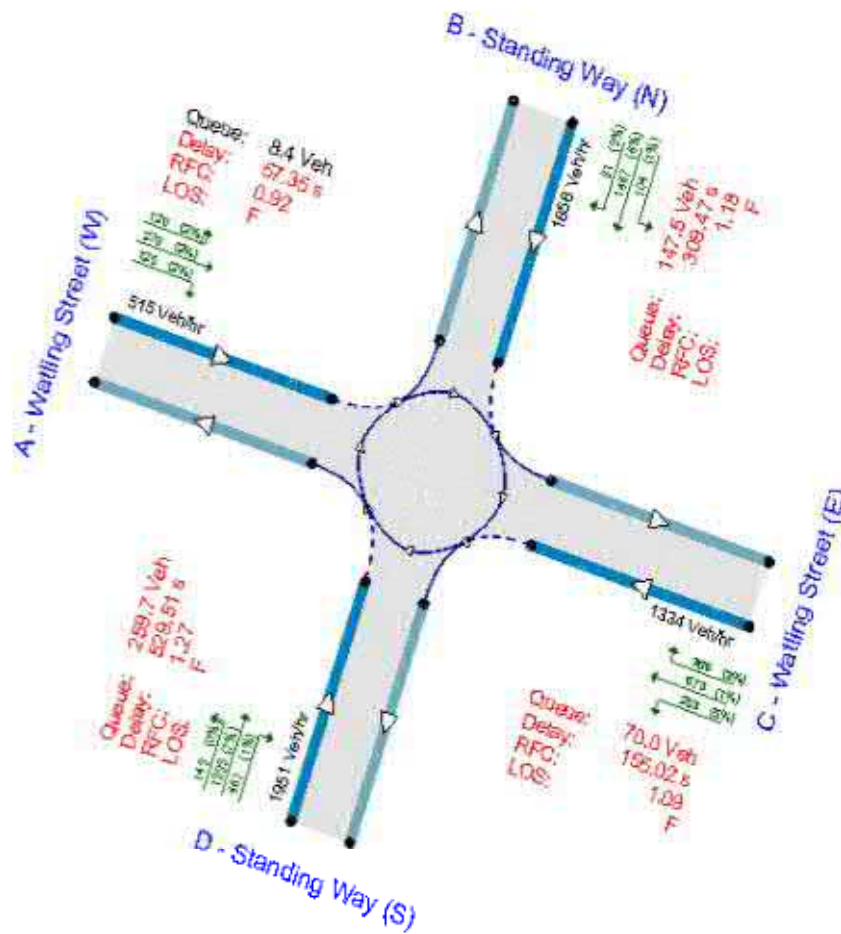 B - Standing Way (N)
Queue: 8.4 Veh
Delay: 57.35 s
RFC: 0.92
LOS: F
1658 Veh/hr
Queue: 147.5 Veh
Delay: 309.47 s
RFC: 1.18
LOS: F
A - Watling Street (W)
515 Veh/hr
C - Watling Street (E)
1334 Veh/hr
Queue: 259.7 Veh
Delay: 529.51 s
RFC: 1.27
LOS: F
1951 Veh/hr
Queue: 70.0 Veh
Delay: 155.02 s
RFC: 1.09
LOS: F
D - Standing Way (S)